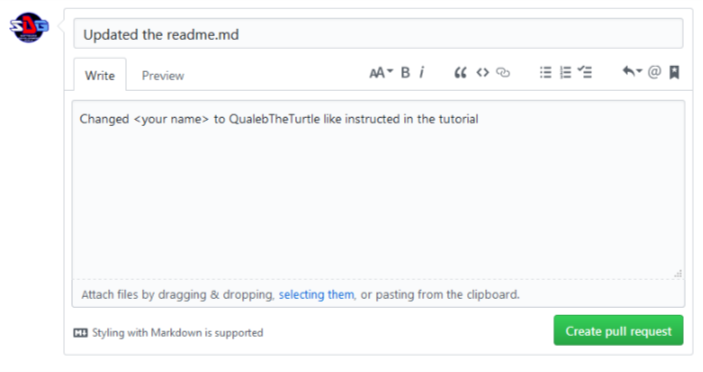 SDG
Updated the readme.md
Write Preview
AA B i
Changed <your name> to QualebTheTurtle like instructed in the tutorial
Attach files by dragging & dropping, selecting them, or pasting from the clipboard.
Styling with Markdown is supported
Create pull request